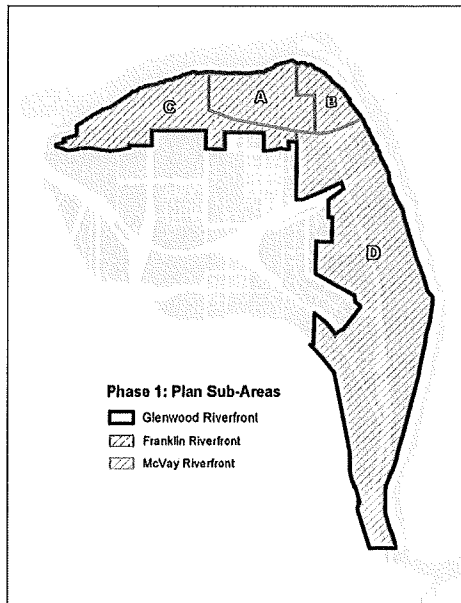 A
B
C
D
Phase 1: Plan Sub-Areas
Glenwood Riverfront
Franklin Riverfront
McVay Riverfront